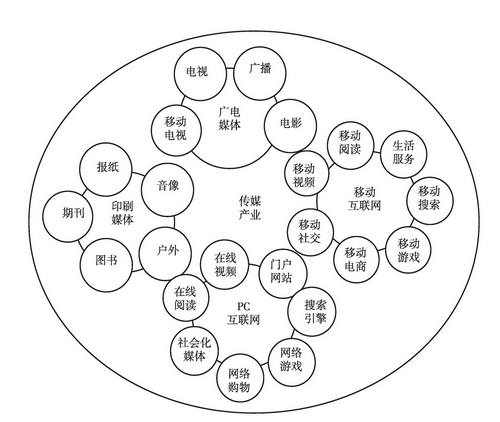 电视
广播
广电
媒体
移动
电视
电影
报纸
音像
期刊
印刷
媒体
图书
户外
传媒
产业
移动
阅读
生活
服务
移动
视频
移动
互联网
移动
搜索
移动
社交
移动
电商
移动
游戏
在线
视频
门户
网站
在线
阅读
PC
互联网
搜索
引擎
社会化
媒体
网络
购物
网络
游戏